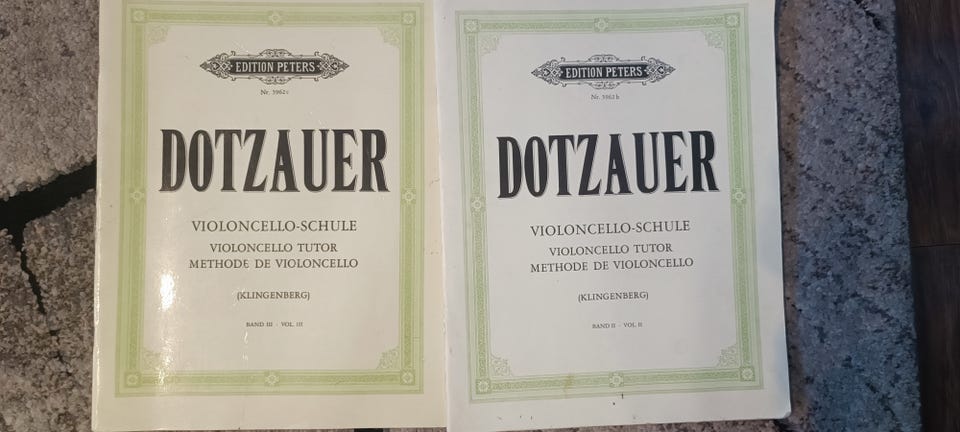 EDITION PETERS
Nr. 3962c
DOTZAUER
VIOLONCELLO-SCHULE
VIOLONCELLO TUTOR
METHODE DE VIOLONCELLO
(KLINGENBERG)
BAND III · VOL. III
EDITION PETERS
Nr. 3962b
DOTZAUER
VIOLONCELLO-SCHULE
VIOLONCELLO TUTOR
METHODE DE VIOLONCELLO
(KLINGENBERG)
BAND II · VOL. II